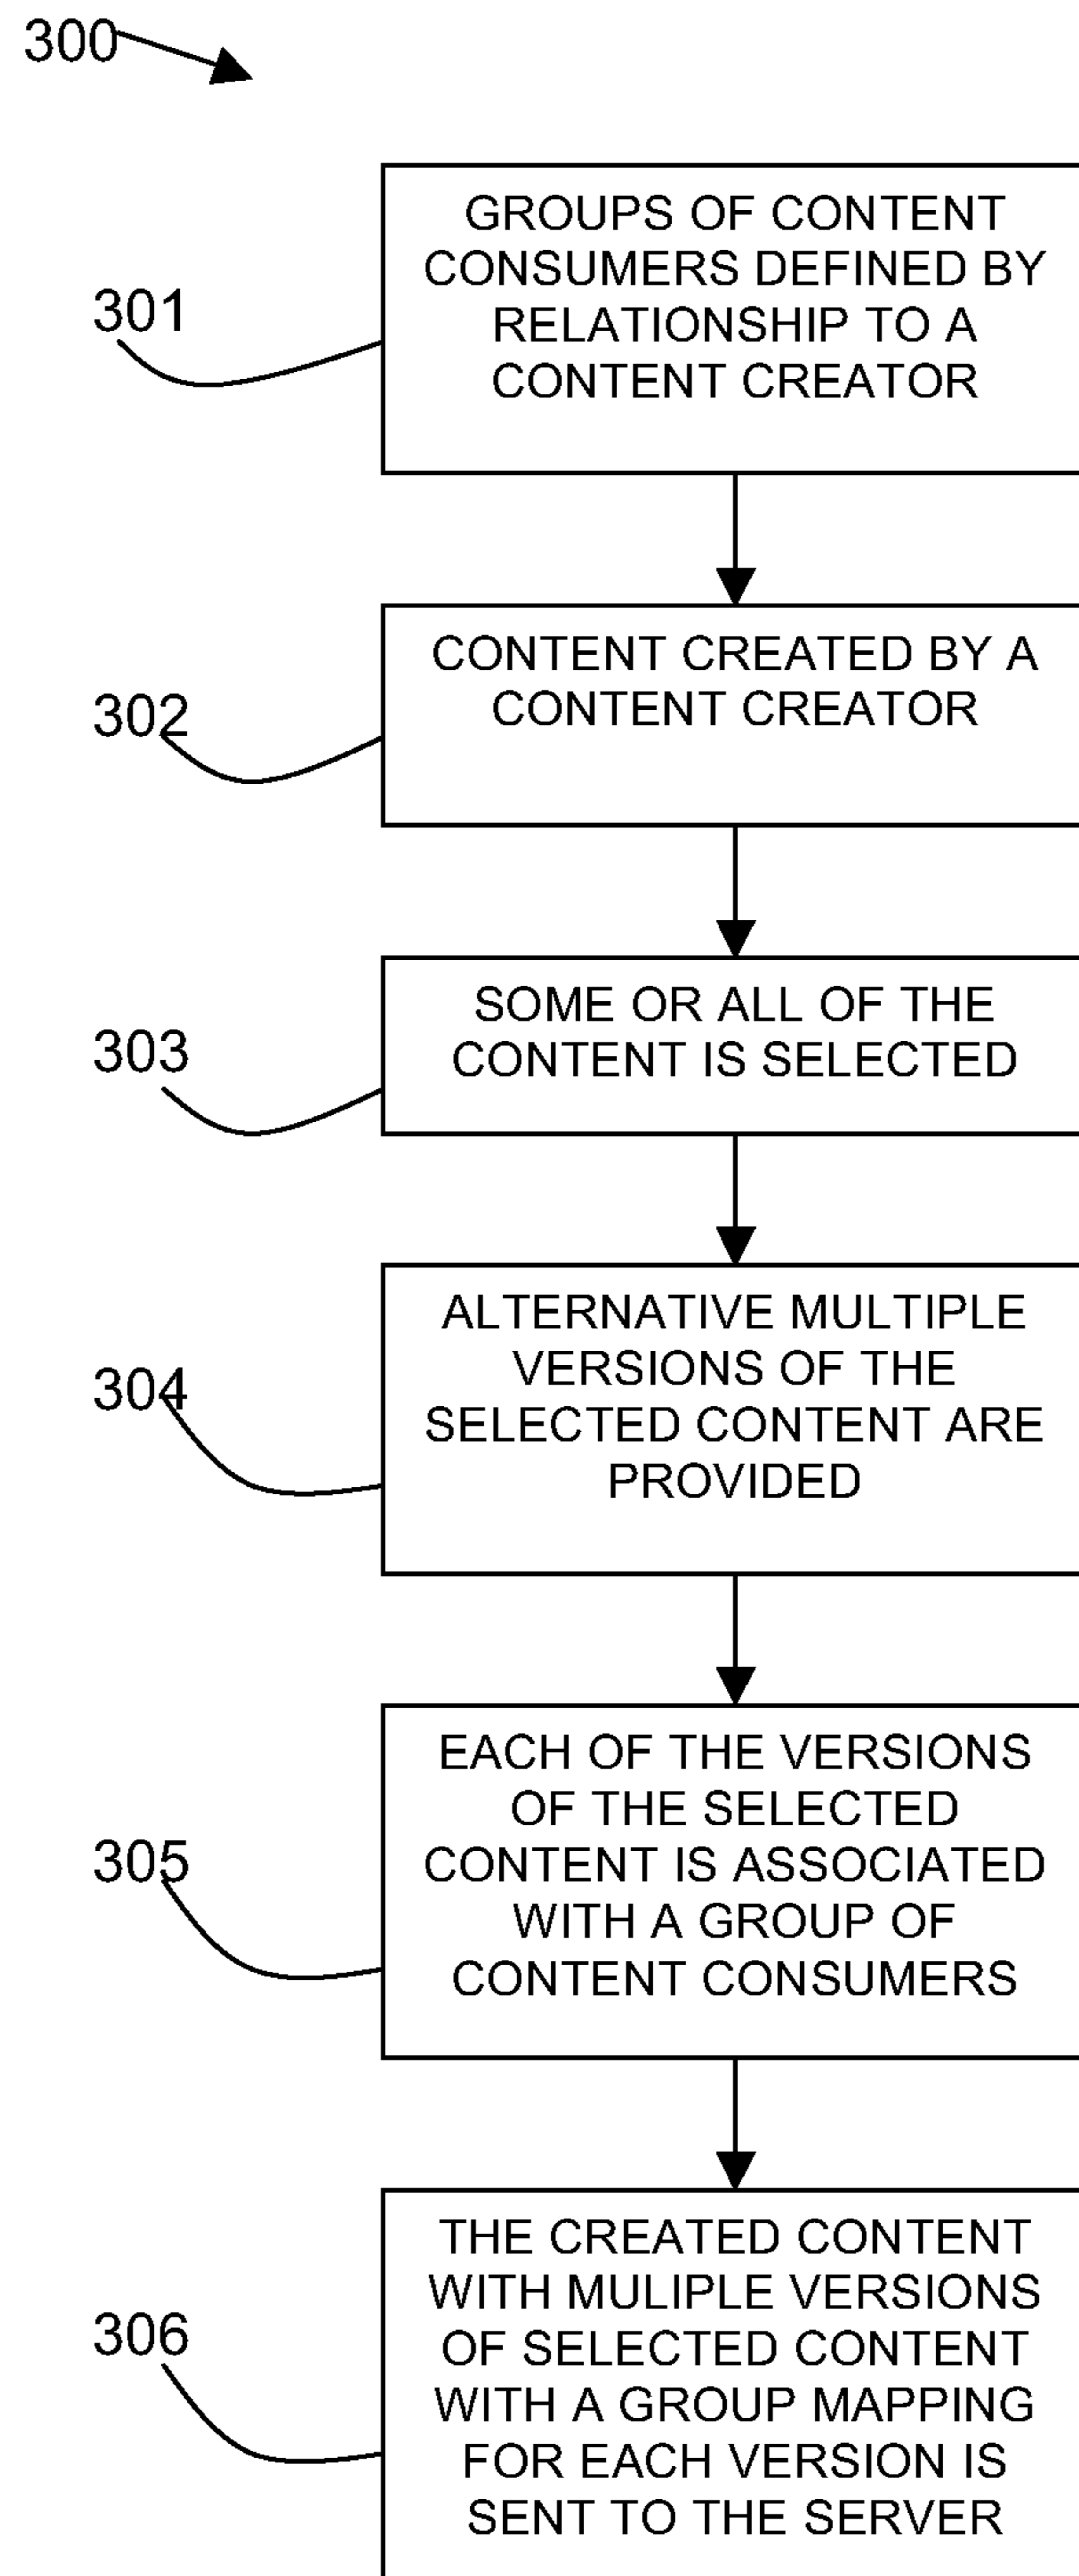 300
GROUPS OF CONTENT
CONSUMERS DEFINED BY
RELATIONSHIP TO A
CONTENT CREATOR
301
CONTENT CREATED BY A
CONTENT CREATOR
302
SOME OR ALL OF THE
CONTENT IS SELECTED
303
ALTERNATIVE MULTIPLE
VERSIONS OF THE
SELECTED CONTENT ARE
PROVIDED
304
EACH OF THE VERSIONS
OF THE SELECTED
CONTENT IS ASSOCIATED
WITH A GROUP OF
CONTENT CONSUMERS
305
THE CREATED CONTENT
WITH MULIPLE VERSIONS
OF SELECTED CONTENT
WITH A GROUP MAPPING
FOR EACH VERSION IS
SENT TO THE SERVER
306